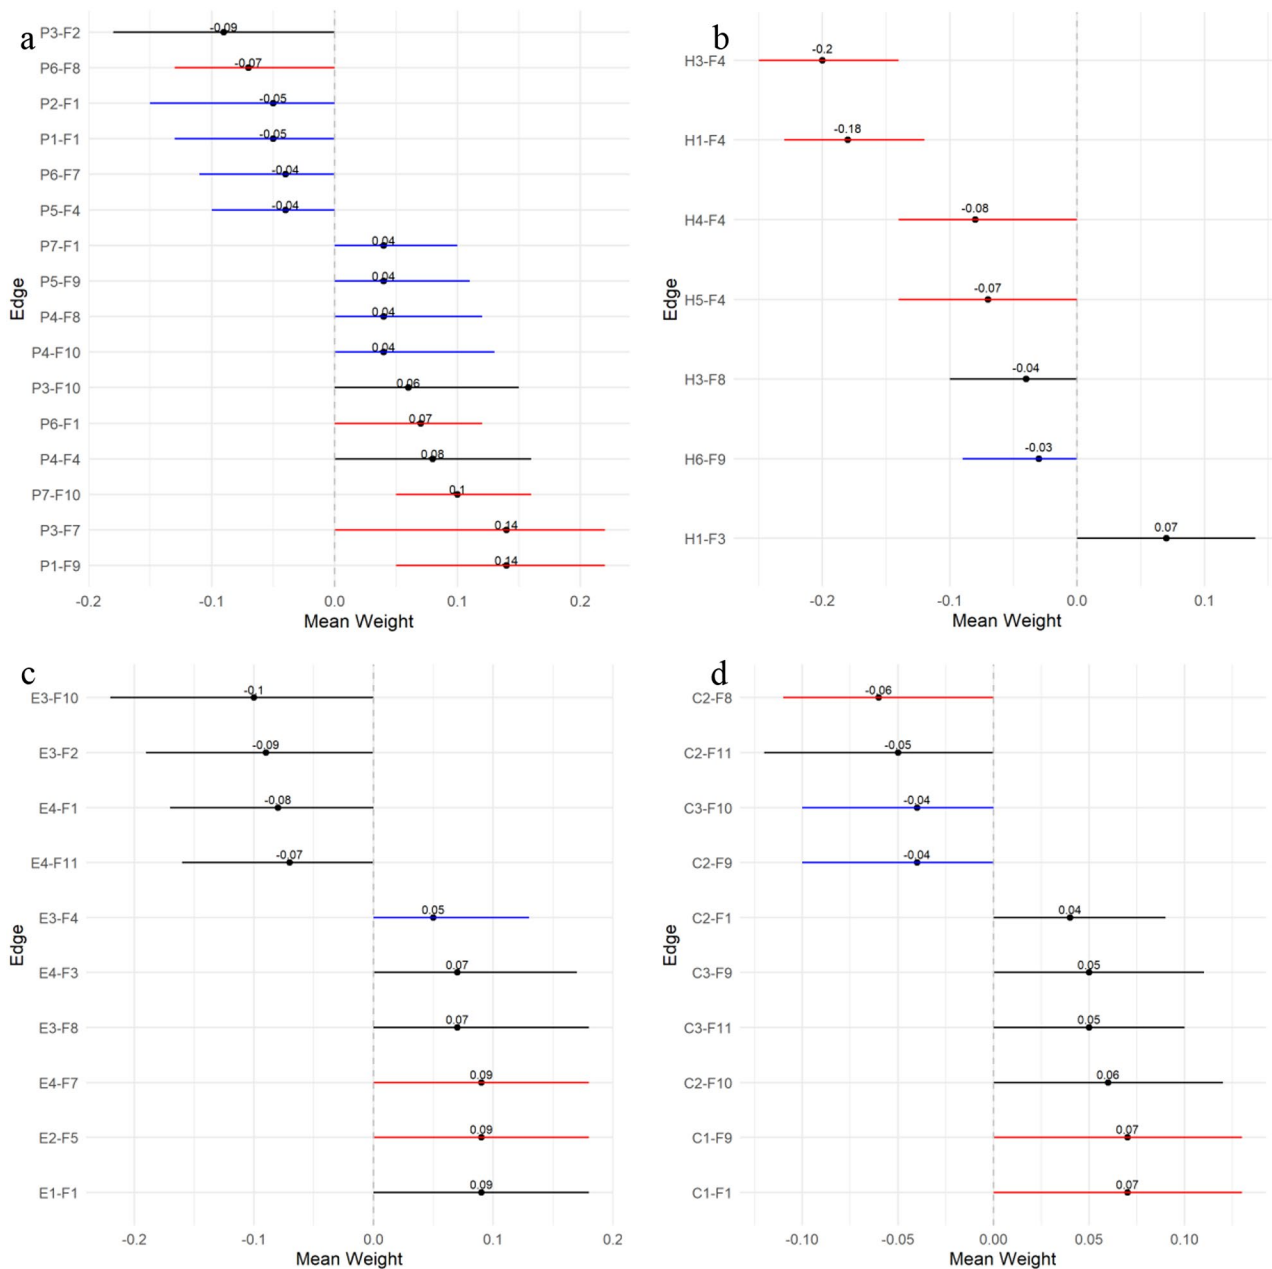 a
Edge
P3-F2 -0.09
P6-F8 -0.07
P2-F1 -0.05
P1-F1 -0.05
P6-F7 -0.04
P5-F4 -0.04
P7-F1 0.04
P5-F9 0.04
P4-F8 0.04
P4-F10 0.04
P3-F10 0.06
P6-F1 0.07
P4-F4 0.08
P7-F10 0.1
P3-F7 0.14
P1-F9 0.14
-0.2 -0.1 0.0 0.1 0.2
Mean Weight
b
Edge
H3-F4 -0.2
H1-F4 -0.18
H4-F4 -0.08
H5-F4 -0.07
H3-F8 -0.04
H6-F9 -0.03
H1-F3 0.07
-0.2 -0.1 0.0 0.1
Mean Weight
c
Edge
E3-F10 -0.1
E3-F2 -0.09
E4-F1 -0.08
E4-F11 -0.07
E3-F4 0.05
E4-F3 0.07
E3-F8 0.07
E4-F7 0.09
E2-F5 0.09
E1-F1 0.09
-0.2 -0.1 0.0 0.1 0.2
Mean Weight
d
Edge
C2-F8 -0.06
C2-F11 -0.05
C3-F10 -0.04
C2-F9 -0.04
C2-F1 0.04
C3-F9 0.05
C3-F11 0.05
C2-F10 0.06
C1-F9 0.07
C1-F1 0.07
-0.10 -0.05 0.00 0.05 0.10
Mean Weight